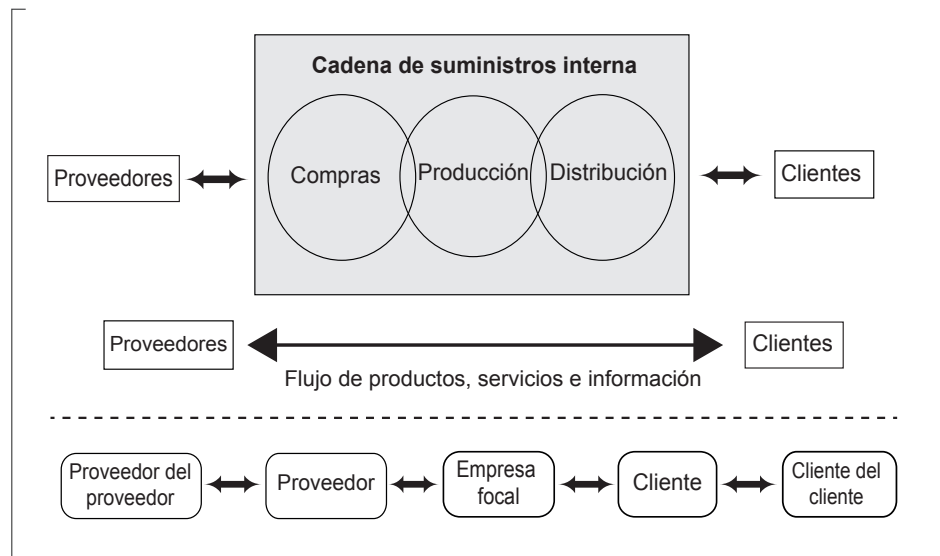 Cadena de suministros interna
Proveedores
Compras
Producción
Distribución
Clientes
Proveedores
Clientes
Flujo de productos, servicios e información
Proveedor del
proveedor
Proveedor
Empresa
focal
Cliente
Cliente del
cliente